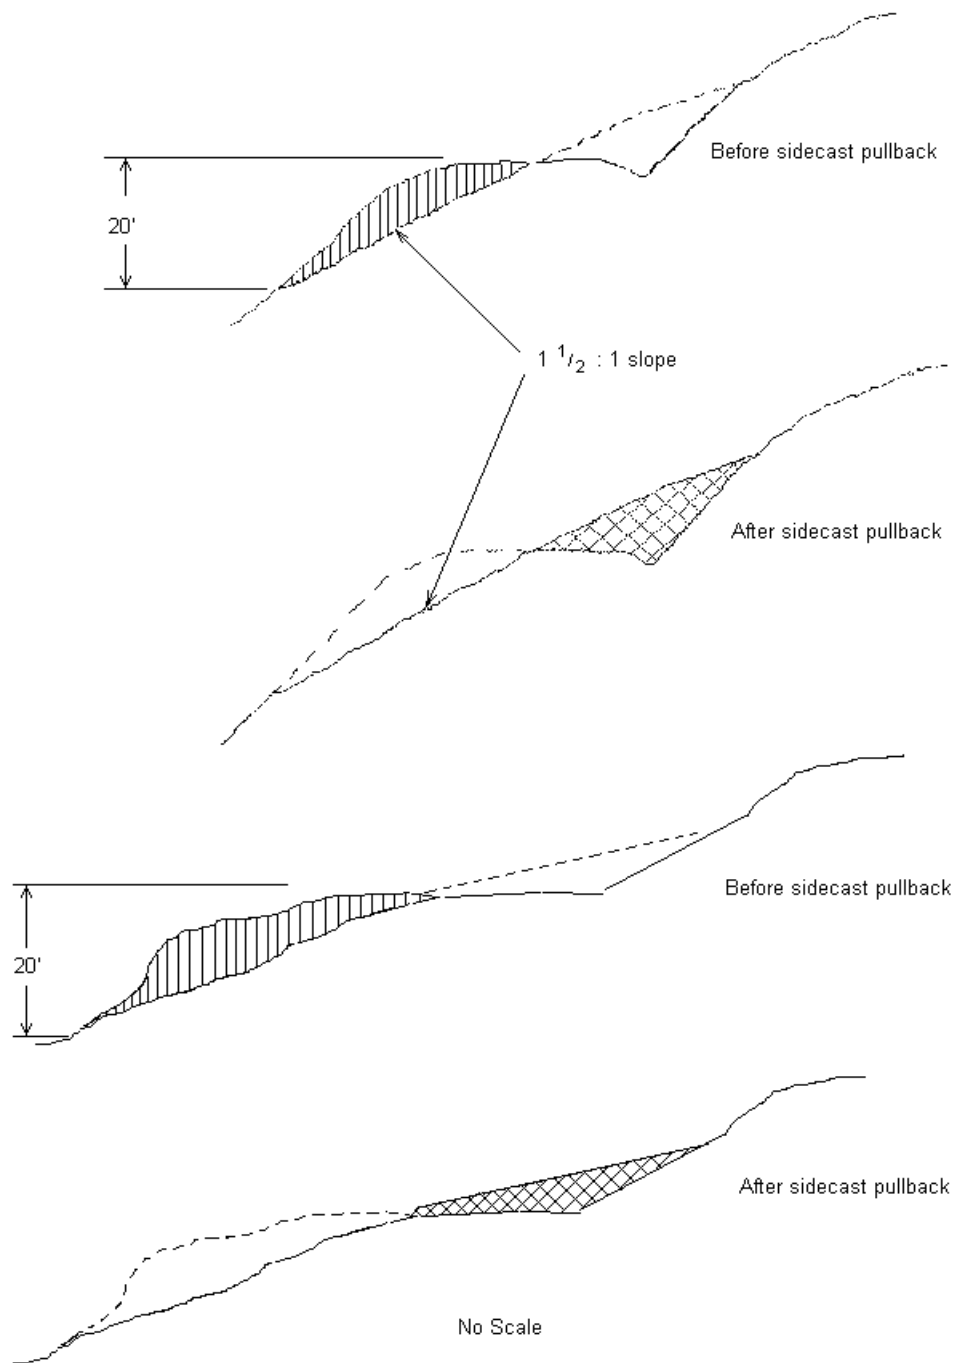 Before sidecast pullback
20'
1 1/2 : 1 slope
After sidecast pullback
Before sidecast pullback
20'
After sidecast pullback
No Scale